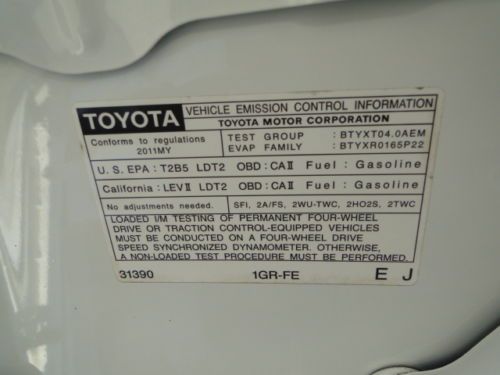 TOYOTA VEHICLE EMISSION CONTROL INFORMATION
TOYOTA MOTOR CORPORATION
Conforms to regulations
2011MY
TEST GROUP : BTYXT04.0AEM
EVAP FAMILY : BTYXR0165P22
U.S. EPA : T2B5 LDT2 OBD : CAⅡ Fuel : Gasoline
California : LEVⅡ LDT2 OBD : CAⅡ Fuel : Gasoline
No adjustments needed. SFI, 2A/FS, 2WU-TWC, 2HO2S, 2TWC
LOADED I/M TESTING OF PERMANENT FOUR-WHEEL
DRIVE OR TRACTION CONTROL-EQUIPPED VEHICLES
MUST BE CONDUCTED ON A FOUR-WHEEL DRIVE
SPEED SYNCHRONIZED DYNAMOMETER. OTHERWISE,
A NON-LOADED TEST PROCEDURE MUST BE PERFORMED.
31390 1GR-FE E J